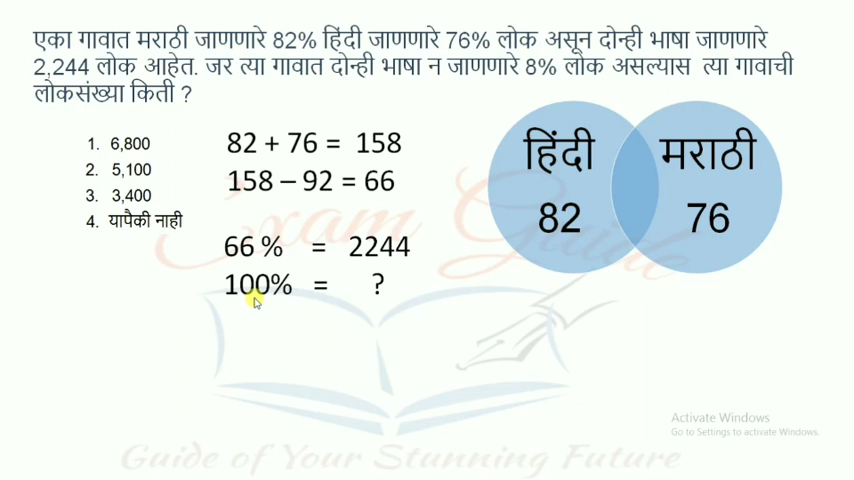 एका गावात मराठी जाणणारे 82% हिंदी जाणणारे 76% लोक असून दोन्ही भाषा जाणणारे
2,244 लोक आहेत. जर त्या गावात दोन्ही भाषा न जाणणारे 8% लोक असल्यास त्या गावाची
लोकसंख्या किती ?
1. 6,800
2. 5,100
3. 3,400
4. यापैकी नाही
82 + 76 = 158
158 – 92 = 66
66 % = 2244
100% = ?
हिंदी
82
मराठी
76
Exam Guide
Activate Windows
Go to Settings to activate Windows.
Guide of Your Stunning Future